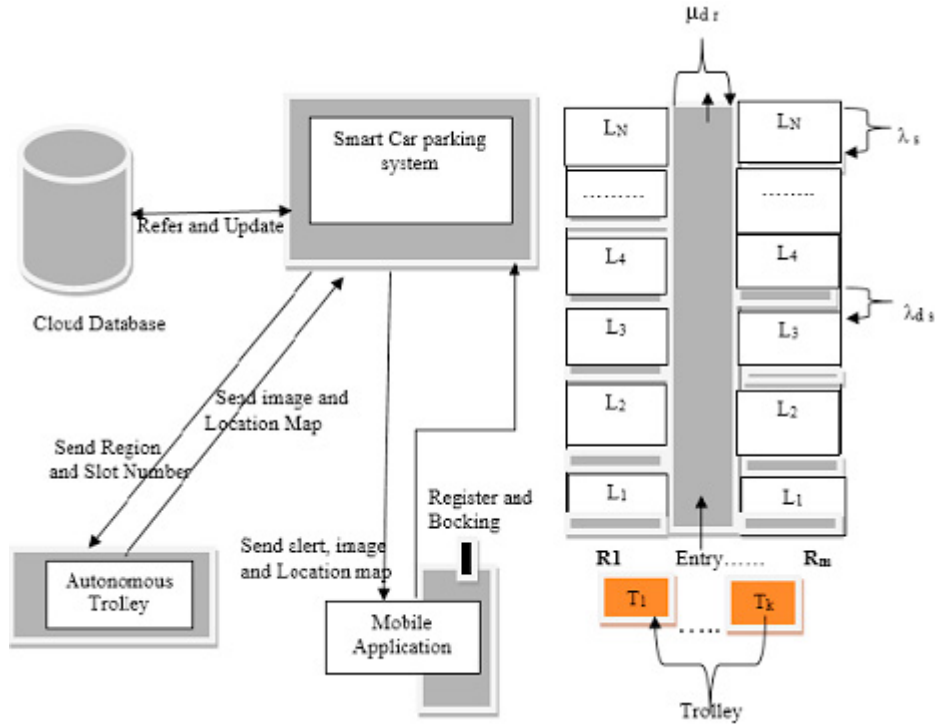 μd r
Smart Car parking
system
Refer and Update
Cloud Database
Send image and
Location Map
Send Region
and Slot Number
Register and
Bocking
Send alert, image
and Location map
Autonomous
Trolley
Mobile
Application
LN
..........
L4
L3
L2
L1
LN
........
L4
L3
L2
L1
λ s
λd s
R1 Entry...... Rm
T1 ..... Tk
Trolley